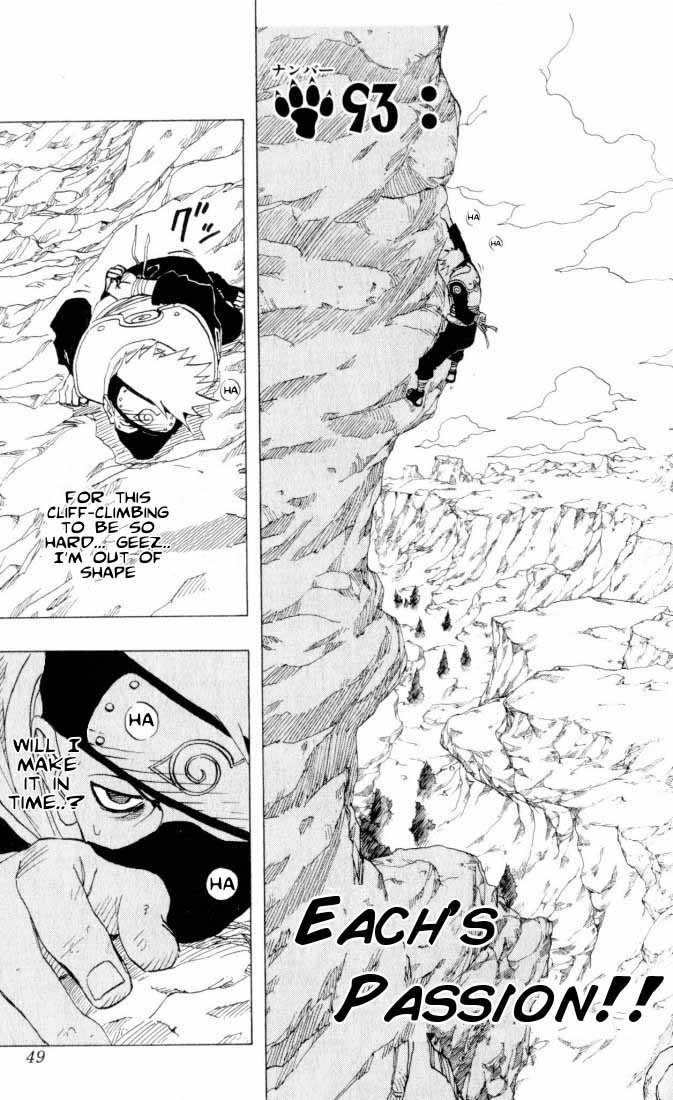 ナンバー
93:
HA
HA
EACH'S
PASSION!!
グッ
HA
FOR THIS
CLIFF-CLIMBING
TO BE SO
HARD... GEEZ..
I'M OUT OF
SHAPE
HA
WILL I
MAKE
IT IN
TIME..?
HA
49